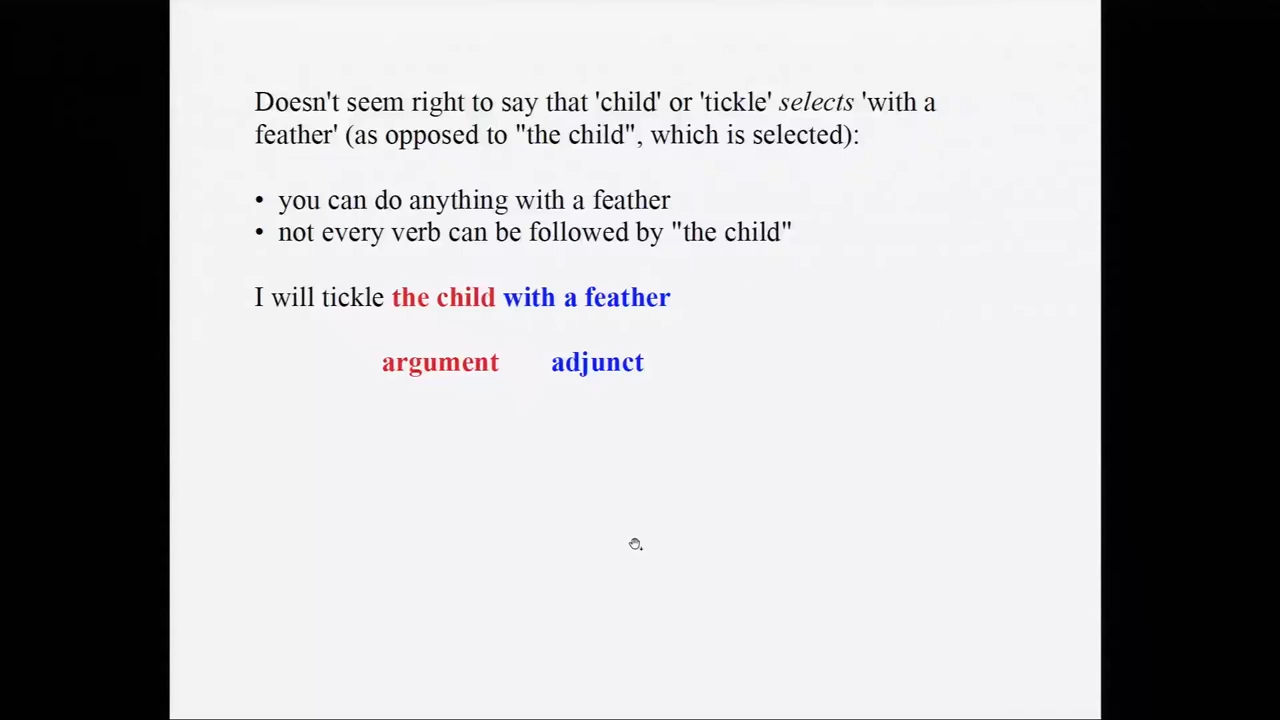 Doesn't seem right to say that 'child' or 'tickle' selects 'with a
feather' (as opposed to "the child", which is selected):
• you can do anything with a feather
• not every verb can be followed by "the child"
I will tickle the child with a feather
argument adjunct